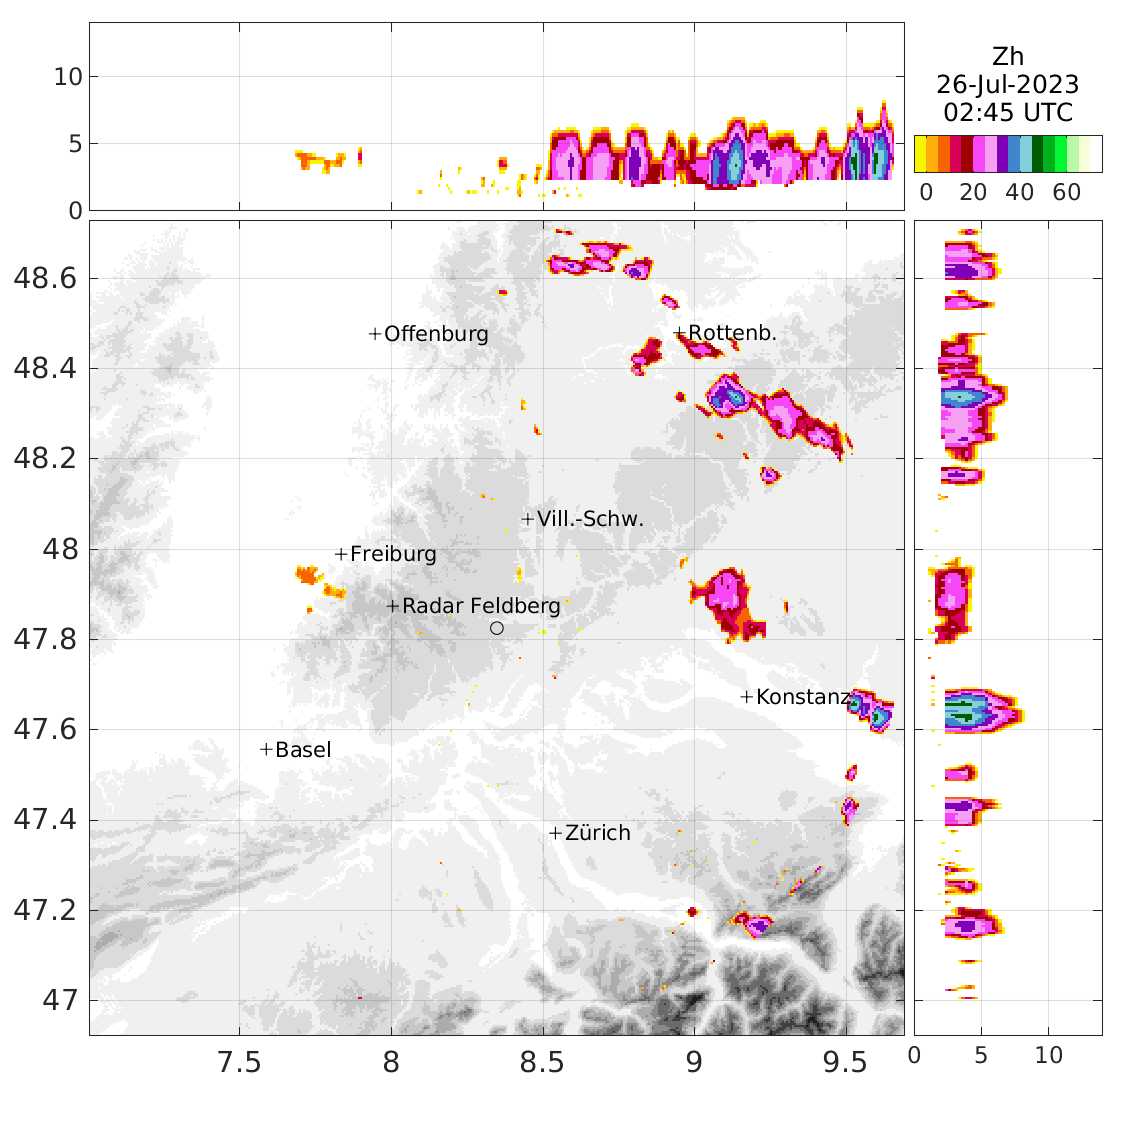 10
5
0
Zh
26-Jul-2023
02:45 UTC
0 20 40 60
48.6
48.4
48.2
48
47.8
47.6
47.4
47.2
47
Offenburg
Rottenb.
Vill.-Schw.
Freiburg
Radar Feldberg
Konstanz
Basel
Zürich
7.5 8 8.5 9 9.5
0 5 10